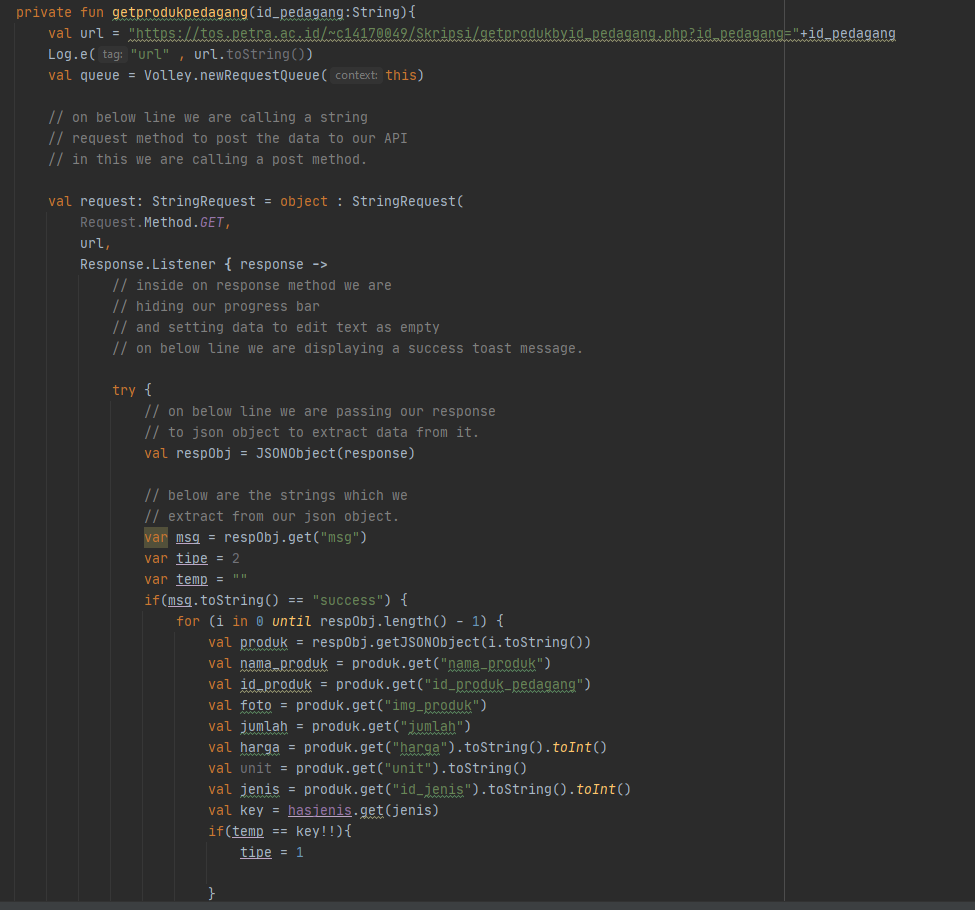 private fun getprodukpedagang(id_pedagang:String){
val url = "https://tos.petra.ac.id/~c14170049/Skripsi/getprodukbyid_pedagang.php?id_pedagang="+id_pedagang
Log.e( tag: "url" , url.toString())
val queue = Volley.newRequestQueue( context: this)
// on below line we are calling a string
// request method to post the data to our API
// in this we are calling a post method.
val request: StringRequest = object : StringRequest(
Request.Method.GET,
url,
Response.Listener { response ->
// inside on response method we are
// hiding our progress bar
// and setting data to edit text as empty
// on below line we are displaying a success toast message.
try {
// on below line we are passing our response
// to json object to extract data from it.
val respObj = JSONObject(response)
// below are the strings which we
// extract from our json object.
var msg = respObj.get("msg")
var tipe = 2
var temp = ""
if(msg.toString() == "success") {
for (i in 0 until respObj.length() - 1) {
val produk = respObj.getJSONObject(i.toString())
val nama_produk = produk.get("nama_produk")
val id_produk = produk.get("id_produk_pedagang")
val foto = produk.get("img_produk")
val jumlah = produk.get("jumlah")
val harga = produk.get("harga").toString().toInt()
val unit = produk.get("unit").toString()
val jenis = produk.get("id_jenis").toString().toInt()
val key = hasjenis.get(jenis)
if(temp == key!!){
tipe = 1
}